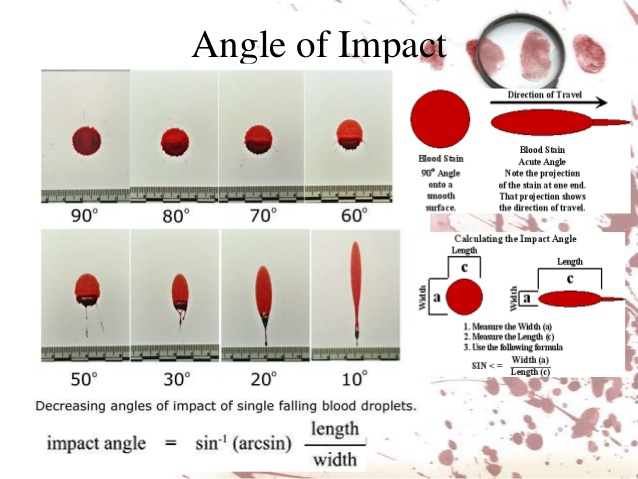 Angle of Impact
90°
80°
70°
60°
50°
30°
20°
10°
Decreasing angles of impact of single falling blood droplets.
impact angle = sin-1 (arcsin) length
width
Direction of Travel
Blood Stain
90° Angle
onto a
smooth
surface.
Blood Stain
Acute Angle
Note the projection
of the stain at one end.
That projection shows
the direction of travel.
Calculating the Impact Angle
Length
c
Width
a
Length
c
Width
a
1. Measure the Width (a)
2. Measure the Length (c)
3. Use the following formula
SIN < = Width (a)
Length (c)